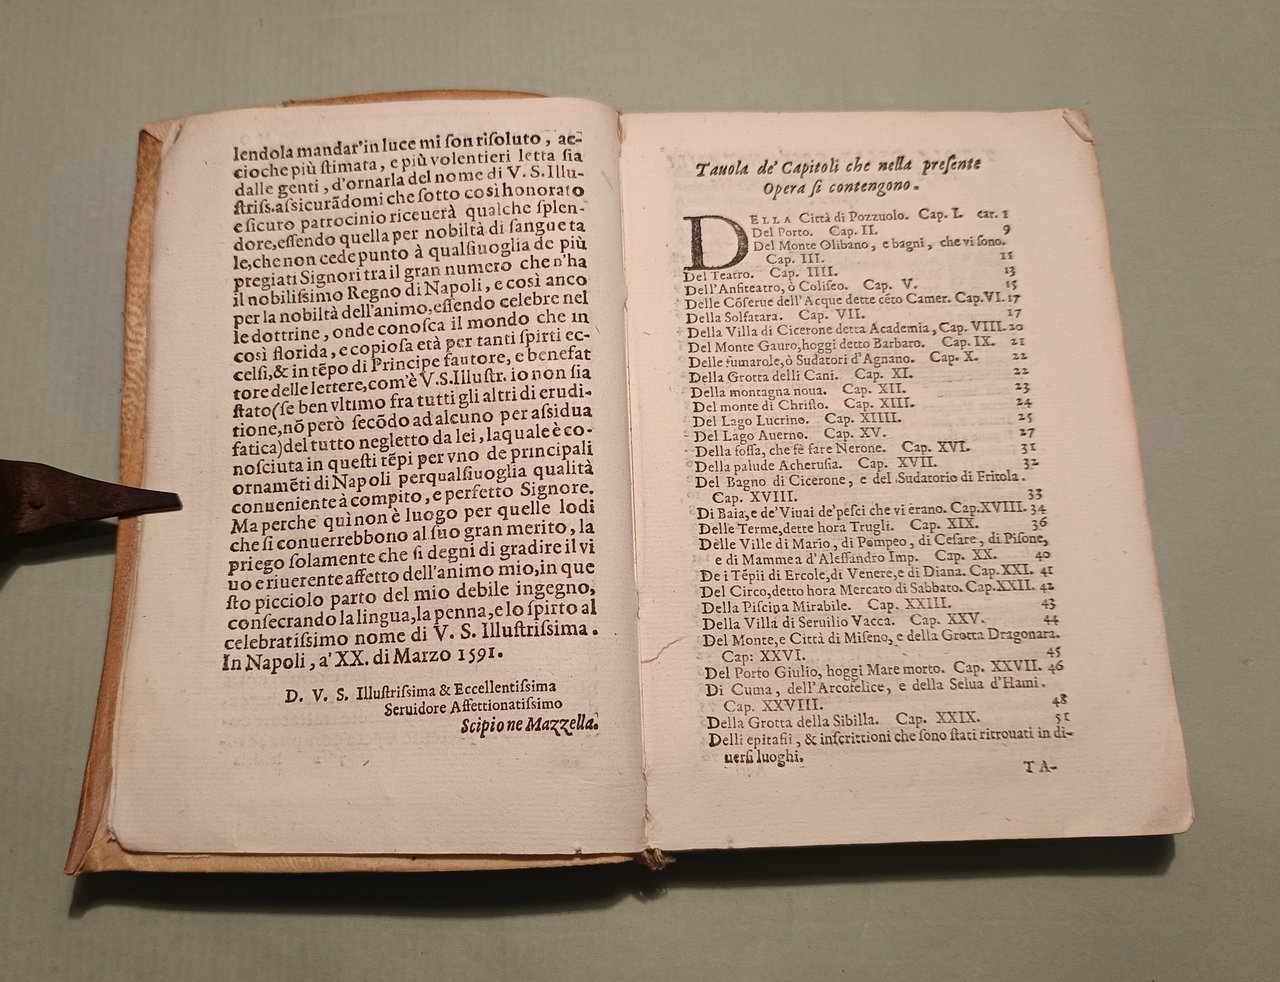 lendola mandar'in luce mi ſon riſoluto, ac-
cioche più ſtimata, e più volentieri letta ſia
dalle genti, d'ornarla del nome di V. S. Illu-
ſtriſs. aſsicurādomi che ſotto cosi honorato
e ſicuro patrocinio riceuerà qualche ſplen-
dore, eſſendo quella per nobiltà di ſangue ta
le, che non cede punto à qualſiuoglia de più
pregiati Signori tra il gran numero che n'ha
il nobiliſsimo Regno di Napoli, e così anco
per la nobiltà dell'animo, eſſendo celebre nel
le dottrine, onde conoſca il mondo che in
così florida, e copioſa età per tanti ſpirti ec-
celſi, & in tēpo di Principe fautore, e benefat
tore delle lettere, com'è V.S.Illuſtr. io non ſia
ſtato (ſe ben vltimo fra tutti gli altri di erudi-
tione, nō però ſecōdo ad alcuno per aſsidua
fatica) del tutto negletto da lei, la quale è co-
noſciuta in queſti tēpi per vno de principali
ornamēti di Napoli per qualſiuoglia qualità
conueniente à compito, e perfetto Signore.
Ma perche quì non è luogo per quelle lodi
che ſi conuerrebbono al ſuo gran merito, la
priego ſolamente che ſi degni di gradire il vi
uo e riuerente affetto dell'animo mio, in que
ſto picciolo parto del mio debile ingegno,
conſecrando la lingua, la penna, e lo ſpirto al
celebratiſsimo nome di V. S. Illuſtriſsima.
In Napoli, a' XX. di Marzo 1591.
D. V. S. Illuſtriſsima & Eccellentiſsima
Seruidore Affettionatiſsimo
Scipione Mazzella.
Tauola de' Capitoli che nella preſente
Opera ſi contengono.
DELLA Città di Pozzuolo. Cap. I. car. 1
Del Porto. Cap. II. 9
Del Monte Olibano, e bagni, che vi ſono.
Cap. III. 11
Del Teatro. Cap. IIII. 13
Dell'Anfiteatro, ò Coliſeo. Cap. V. 15
Delle Cōſerue dell'Acque dette cēto Camer. Cap. VI. 17
Della Solfatara. Cap. VII. 17
Della Villa di Cicerone detta Academia, Cap. VIII. 20
Del Monte Gauro, hoggi detto Barbaro. Cap. IX. 21
Delle fumarole, ò Sudatori d'Agnano. Cap. X. 22
Della Grotta delli Cani. Cap. XI. 22
Della montagna noua. Cap. XII. 23
Del monte di Chriſto. Cap. XIII. 24
Del Lago Lucrino. Cap. XIIII. 25
Del Lago Auerno. Cap. XV. 27
Della foſſa, che fè fare Nerone. Cap. XVI. 31
Della palude Acheruſia. Cap. XVII. 32
Del Bagno di Cicerone, e del Sudatorio di Fritola.
Cap. XVIII. 33
Di Baia, e de' Viuai de' peſci che vi erano. Cap. XVIII. 34
Delle Terme, dette hora Trugli. Cap. XIX. 36
Delle Ville di Mario, di Pompeo, di Ceſare, di Piſone,
e di Mammea d'Aleſſandro Imp. Cap. XX. 40
De i Tēpii di Ercole, di Venere, e di Diana. Cap. XXI. 41
Del Circo, detto hora Mercato di Sabbato. Cap. XXII. 42
Della Piſcina Mirabile. Cap. XXIII. 43
Della Villa di Seruilio Vacca. Cap. XXV. 44
Del Monte, e Città di Miſeno, e della Grotta Dragonara.
Cap: XXVI. 45
Del Porto Giulio, hoggi Mare morto. Cap. XXVII. 46
Di Cuma, dell'Arcofelice, e della Selua d'Hami.
Cap. XXVIII. 48
Della Grotta della Sibilla. Cap. XXIX. 51
Delli epitafii, & inſcrittioni che ſono ſtati ritrouati in di-
uerſi luoghi.
TA-